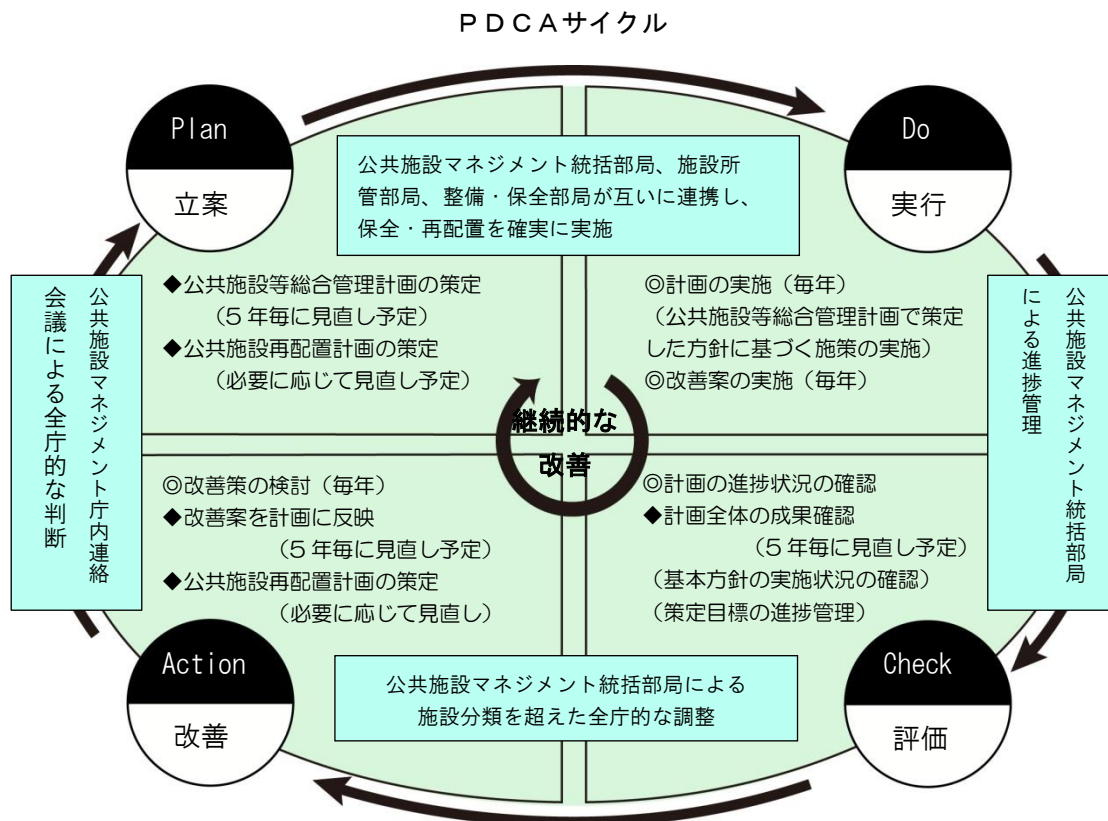 ＰＤＣＡサイクル
Plan
立案
Do
実行
公共施設マネジメント統括部局、施設所
管部局、整備・保全部局が互いに連携し、
保全・再配置を確実に実施
◆公共施設等総合管理計画の策定
（5 年毎に見直し予定）
◆公共施設再配置計画の策定
（必要に応じて見直し予定）
◎計画の実施（毎年）
（公共施設等総合管理計画で策定
した方針に基づく施策の実施）
◎改善案の実施（毎年）
公共施設マネジメント統括部局
による進捗管理
継続的な
改善
◎計画の進捗状況の確認
◆計画全体の成果確認
（5 年毎に見直し予定）
（基本方針の実施状況の確認）
（策定目標の進捗管理）
Check
評価
公共施設マネジメント統括部局による
施設分類を超えた全庁的な調整
◎改善策の検討（毎年）
◆改善案を計画に反映
（5 年毎に見直し予定）
◆公共施設再配置計画の策定
（必要に応じて見直し）
Action
改善
公共施設マネジメント庁内連絡
会議による全庁的な判断